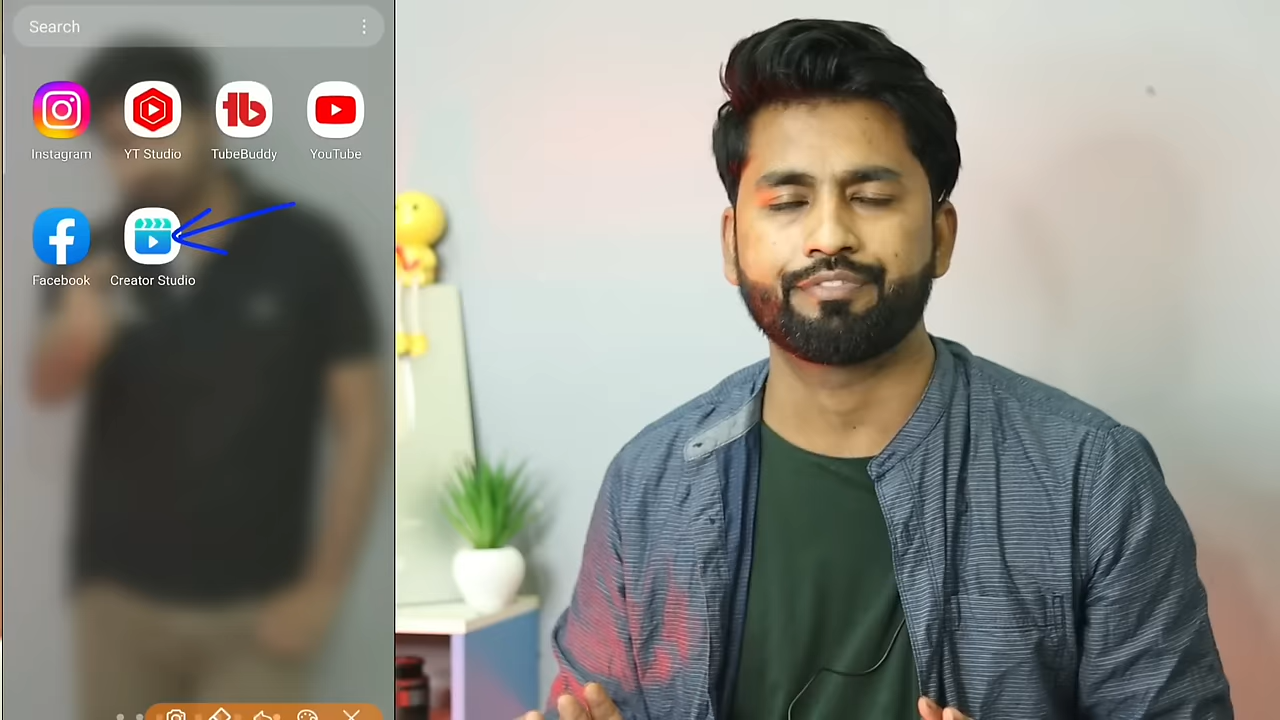 Search
Instagram
YT Studio
TubeBuddy
YouTube
Facebook
Creator Studio